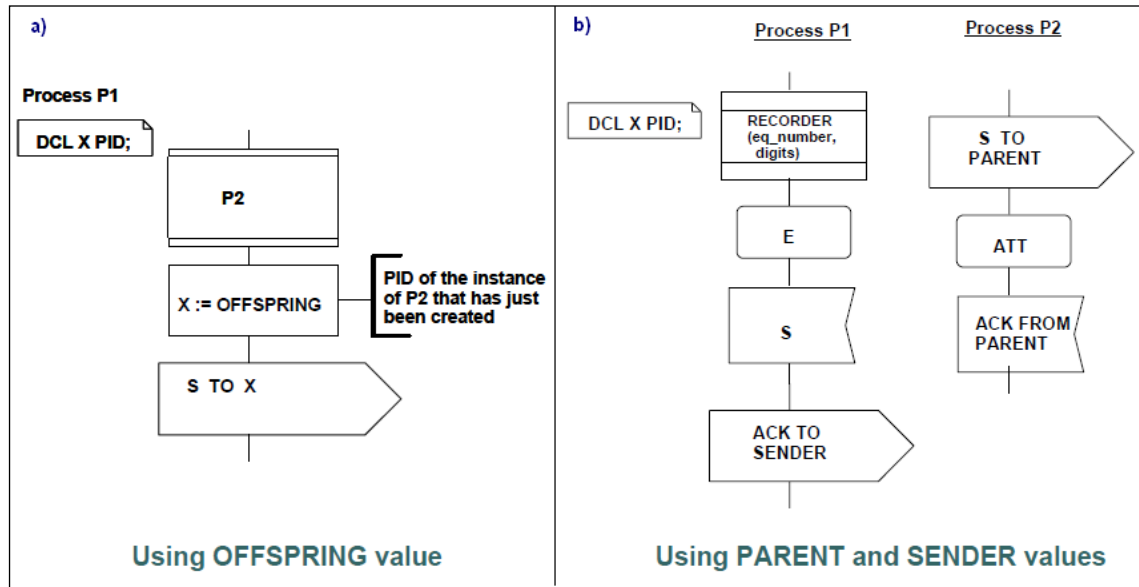 a)
Process P1
DCL X PID;
P2
X := OFFSPRING
PID of the instance
of P2 that has just
been created
S TO X
Using OFFSPRING value
b)
Process P1
Process P2
DCL X PID;
RECORDER
(eq_number,
digits)
E
S
ACK TO
SENDER
S TO
PARENT
ATT
ACK FROM
PARENT
Using PARENT and SENDER values